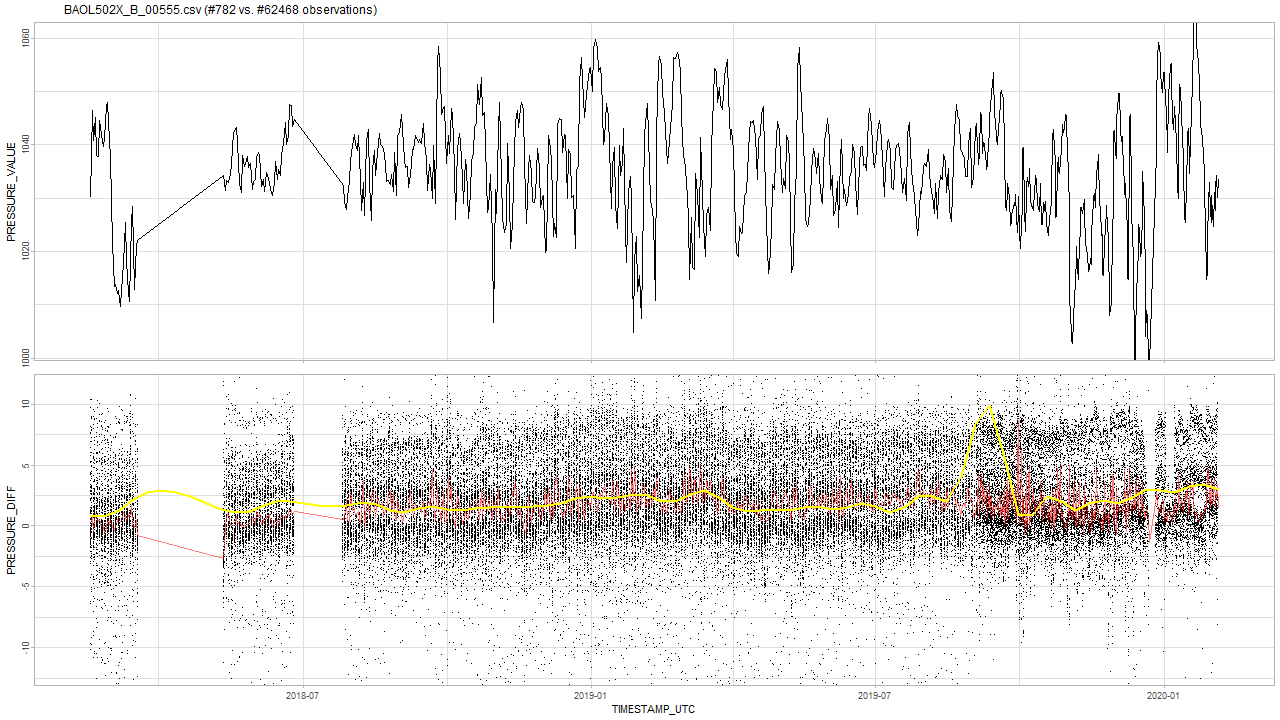 BAOL502X_B_00555.csv (#782 vs. #62468 observations)
1060
1040
1020
1000
PRESSURE_VALUE
10
5
0
-5
-10
PRESSURE_DIFF
2018-07 2019-01 2019-07 2020-01
TIMESTAMP_UTC